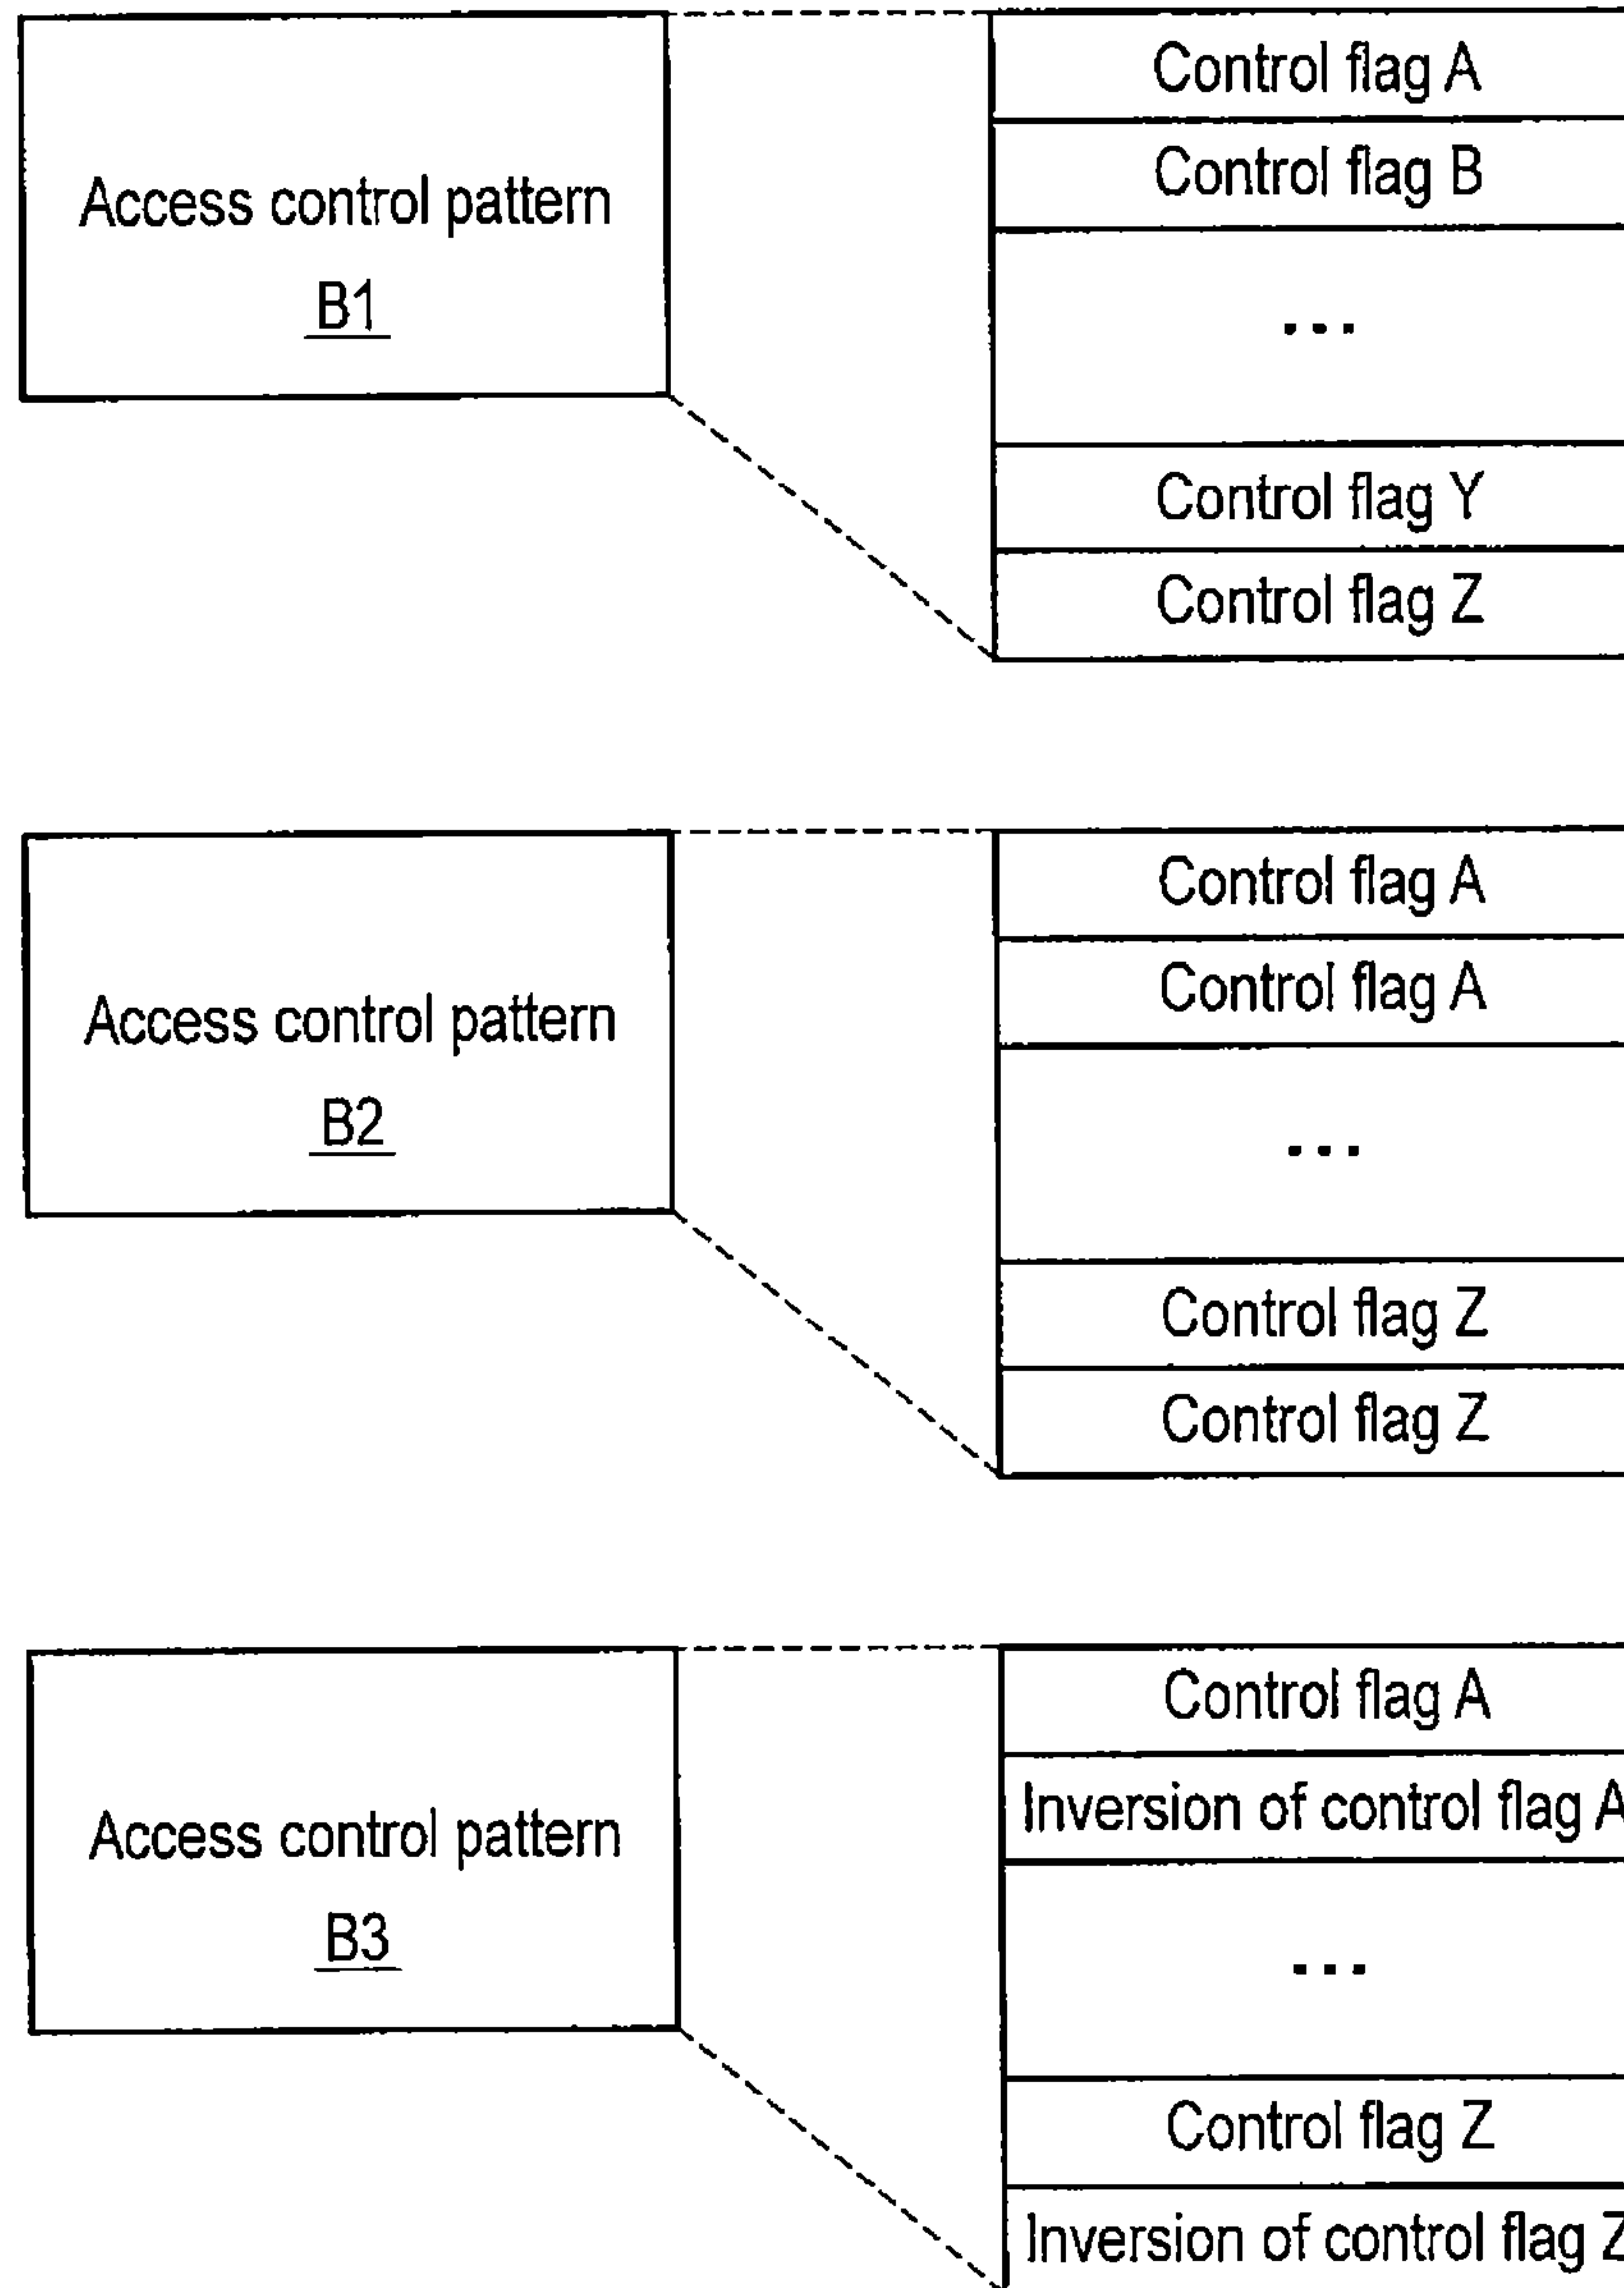 Access control pattern
B1
Control flag A
Control flag B
...
Control flag Y
Control flag Z
Access control pattern
B2
Control flag A
Control flag A
...
Control flag Z
Control flag Z
Access control pattern
B3
Control flag A
Inversion of control flag A
...
Control flag Z
Inversion of control flag Z